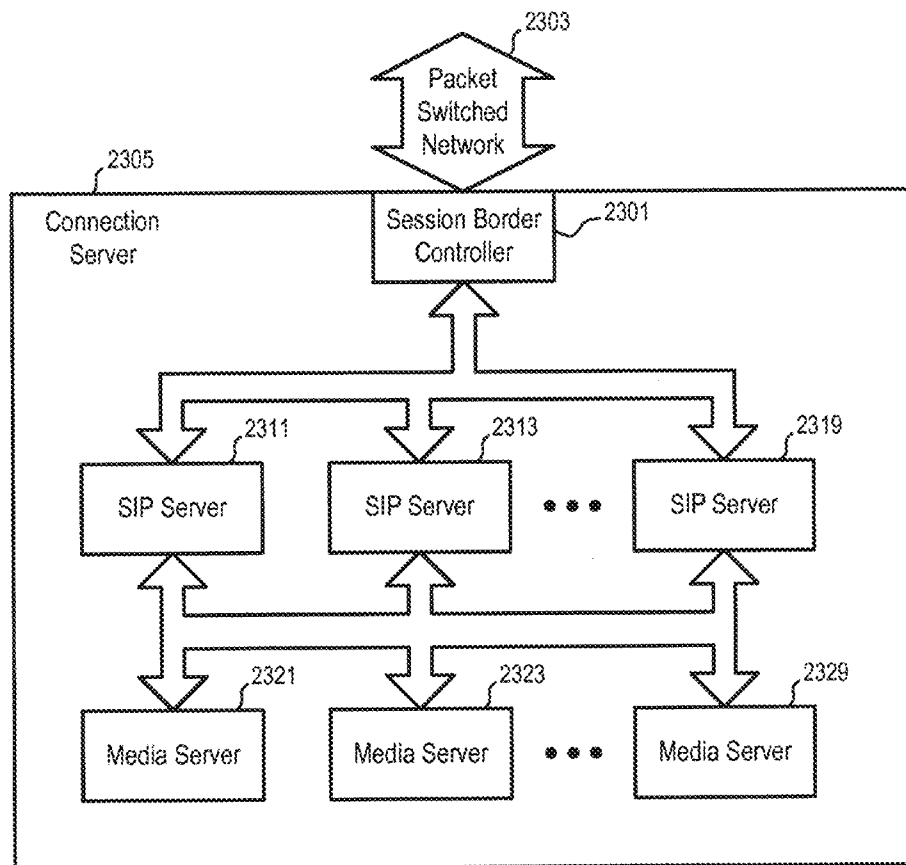 2303
Packet
Switched
Network
2305
Connection
Server
Session Border
Controller
2301
2311
2313
2319
SIP Server
SIP Server
SIP Server
2321
2323
2329
Media Server
Media Server
Media Server